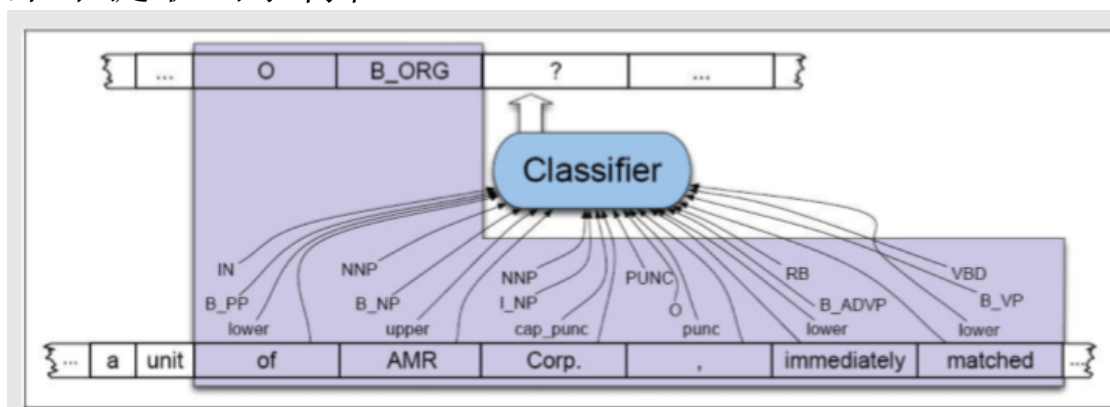 ... O B_ORG ? ...
Classifier
IN NNP NNP PUNC RB VBD
B_PP B_NP I_NP O B_ADVP B_VP
lower upper cap_punc punc lower lower
... a unit of AMR Corp. , immediately matched ...